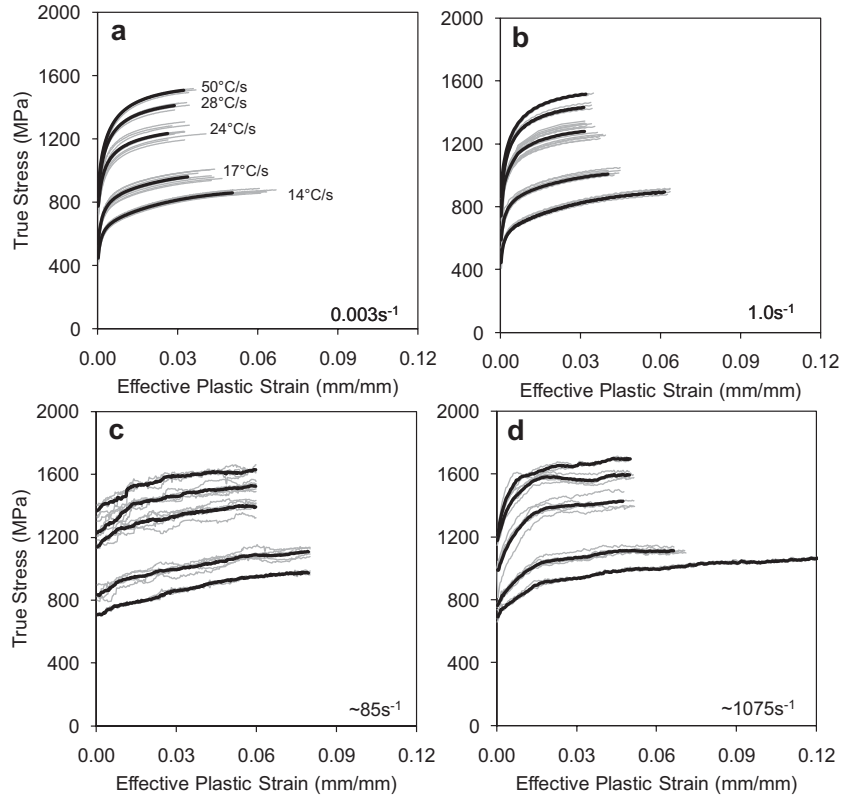 a
2000
1600
1200
800
400
0
True Stress (MPa)
50°C/s
28°C/s
24°C/s
17°C/s
14°C/s
0.003s⁻¹
0.00 0.03 0.06 0.09 0.12
Effective Plastic Strain (mm/mm)
b
2000
1600
1200
800
400
0
1.0s⁻¹
0.00 0.03 0.06 0.09 0.12
Effective Plastic Strain (mm/mm)
c
2000
1600
1200
800
400
0
True Stress (MPa)
~85s⁻¹
0.00 0.03 0.06 0.09 0.12
Effective Plastic Strain (mm/mm)
d
2000
1600
1200
800
400
0
~1075s⁻¹
0.00 0.03 0.06 0.09 0.12
Effective Plastic Strain (mm/mm)